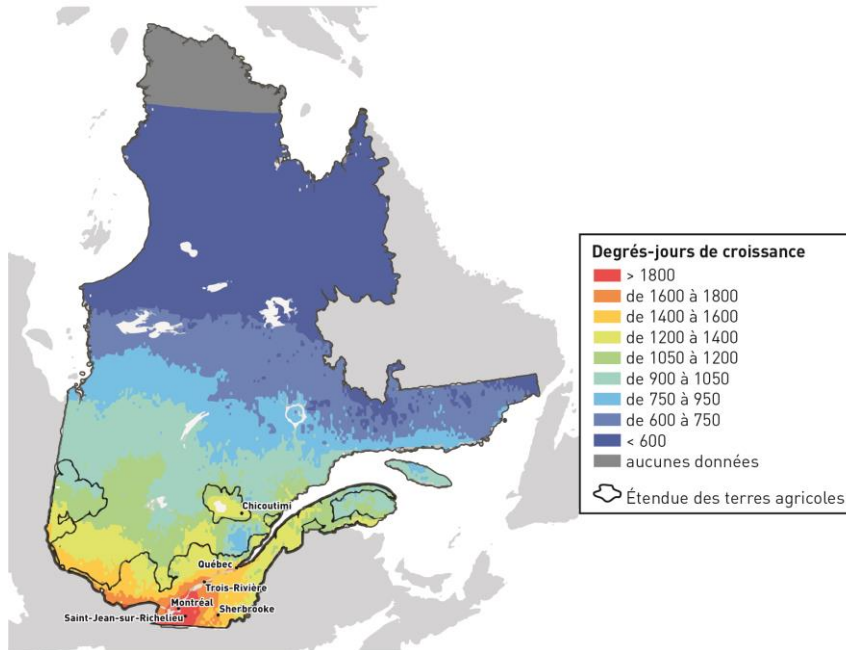 Degrés-jours de croissance
> 1800
de 1600 à 1800
de 1400 à 1600
de 1200 à 1400
de 1050 à 1200
de 900 à 1050
de 750 à 950
de 600 à 750
< 600
aucunes données
Étendue des terres agricoles
Chicoutimi
Québec
Trois-Rivière
Montréal
Sherbrooke
Saint-Jean-sur-Richelieu